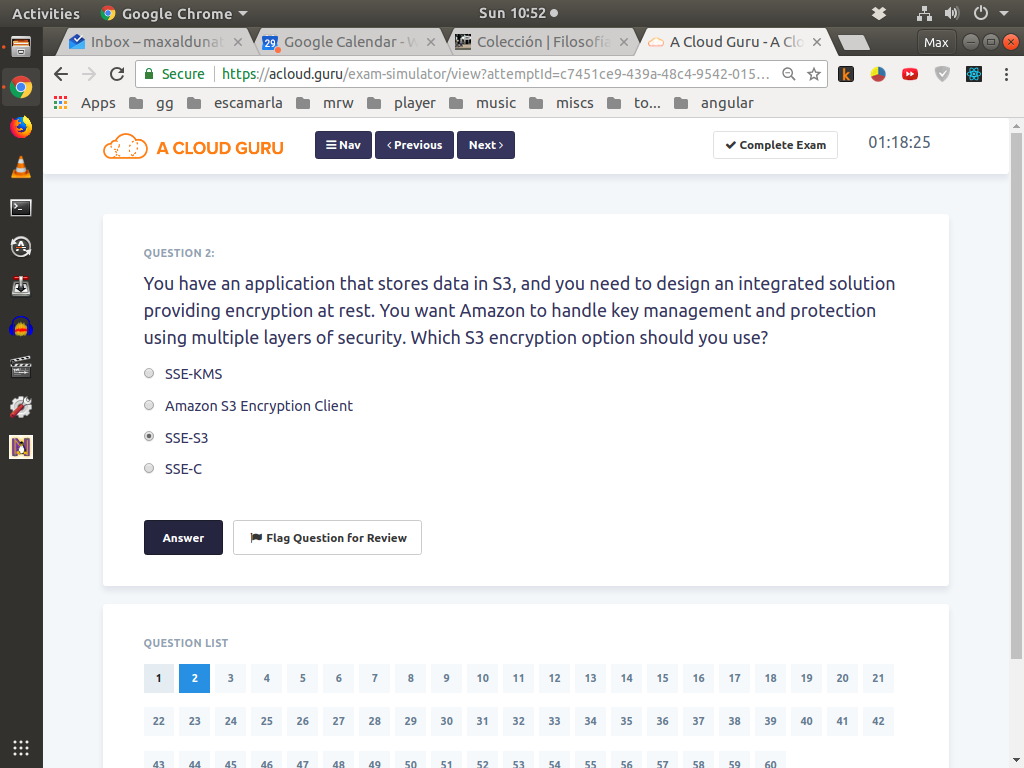 Activities Google Chrome Sun 10:52
Inbox – maxaldunat Google Calendar - W Colección | Filosofía A Cloud Guru - A Clo Max
Secure https://acloud.guru/exam-simulator/view?attemptId=c7451ce9-439a-48c4-9542-015...
Apps gg escamarla mrw player music miscs to... angular
A CLOUD GURU Nav Previous Next Complete Exam 01:18:25
QUESTION 2:
You have an application that stores data in S3, and you need to design an integrated solution
providing encryption at rest. You want Amazon to handle key management and protection
using multiple layers of security. Which S3 encryption option should you use?
SSE-KMS
Amazon S3 Encryption Client
SSE-S3
SSE-C
Answer Flag Question for Review
QUESTION LIST
1 2 3 4 5 6 7 8 9 10 11 12 13 14 15 16 17 18 19 20 21
22 23 24 25 26 27 28 29 30 31 32 33 34 35 36 37 38 39 40 41 42
43 44 45 46 47 48 49 50 51 52 53 54 55 56 57 58 59 60